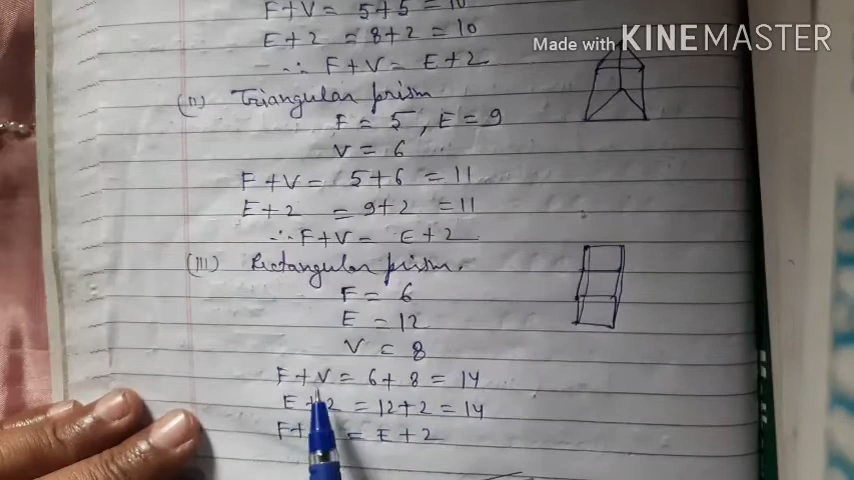 F+V = 5+5 = 10
E+2 = 8+2 = 10
Made with KINEMASTER
∴ F+V = E+2
(II) Triangular prism
F = 5, E = 9
V = 6
F+V = 5+6 = 11
E+2 = 9+2 = 11
∴ F+V = E+2
(III) Rectangular prism.
F = 6
E = 12
V = 8
F+V = 6+8 = 14
E+2 = 12+2 = 14
F+ = E+2